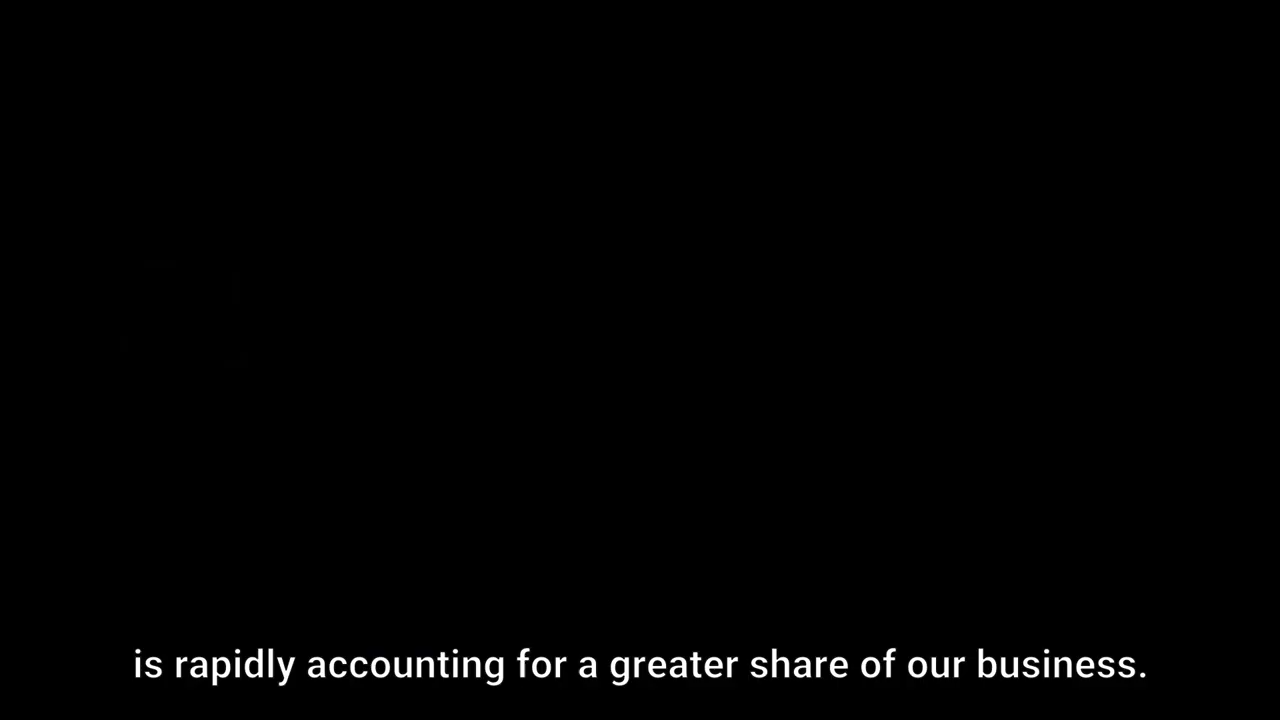 is rapidly accounting for a greater share of our business.